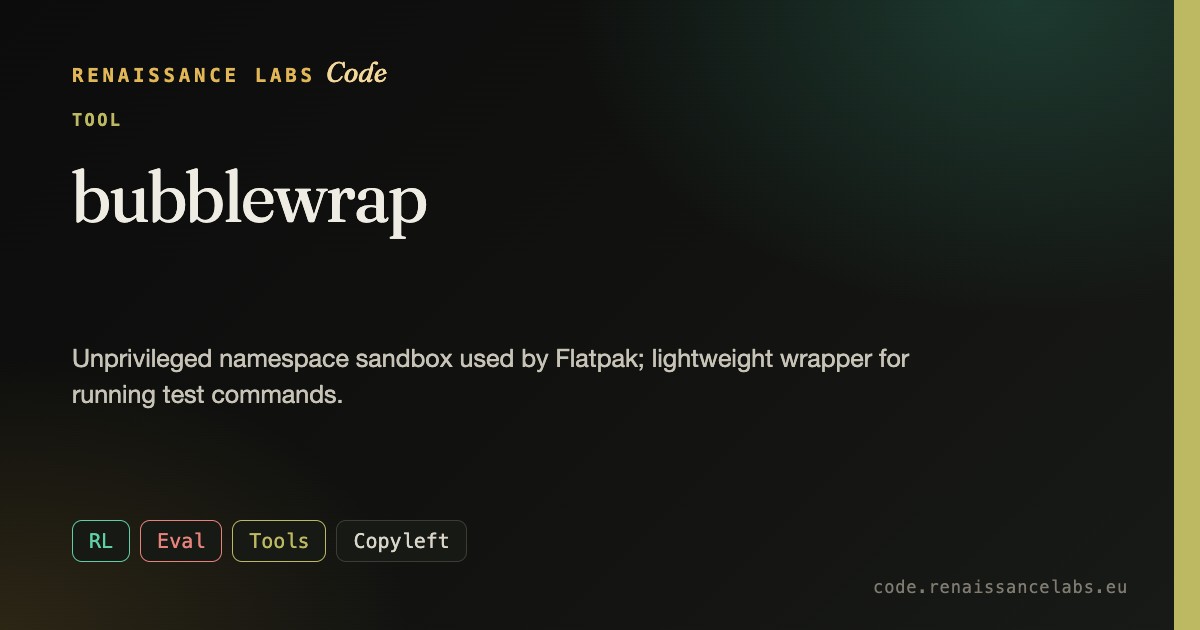 RENAISSANCE LABS Code
TOOL
bubblewrap
Unprivileged namespace sandbox used by Flatpak; lightweight wrapper for
running test commands.
RL Eval Tools Copyleft
code.renaissancelabs.eu